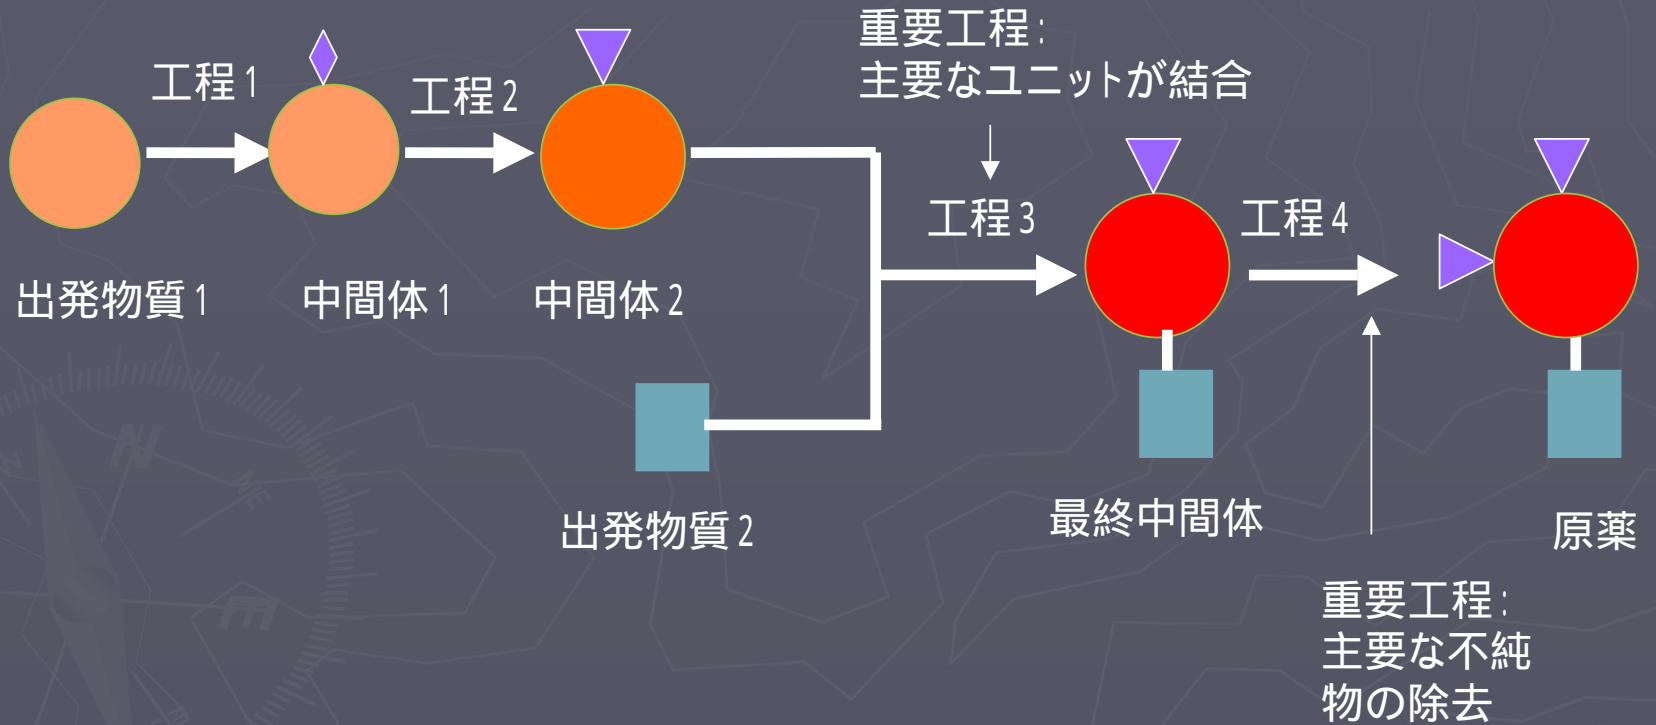 重要工程:
主要なユニットが結合
工程1
工程2
工程3
工程4
出発物質1
中間体1
中間体2
出発物質2
最終中間体
原薬
重要工程:
主要な不純
物の除去
N
NE
E